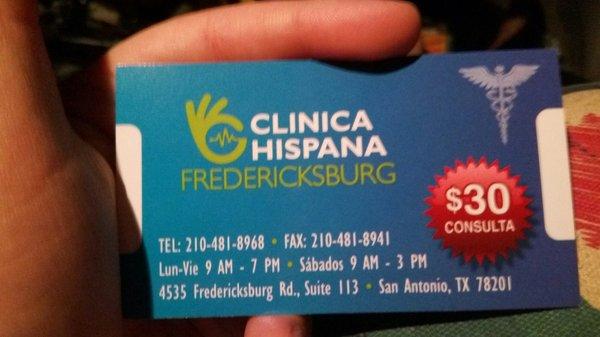 CLINICA
HISPANA
FREDERICKSBURG
$30
CONSULTA
TEL: 210-481-8968 • FAX: 210-481-8941
Lun-Vie 9 AM - 7 PM • Sábados 9 AM - 3 PM
4535 Fredericksburg Rd., Suite 113 • San Antonio, TX 78201